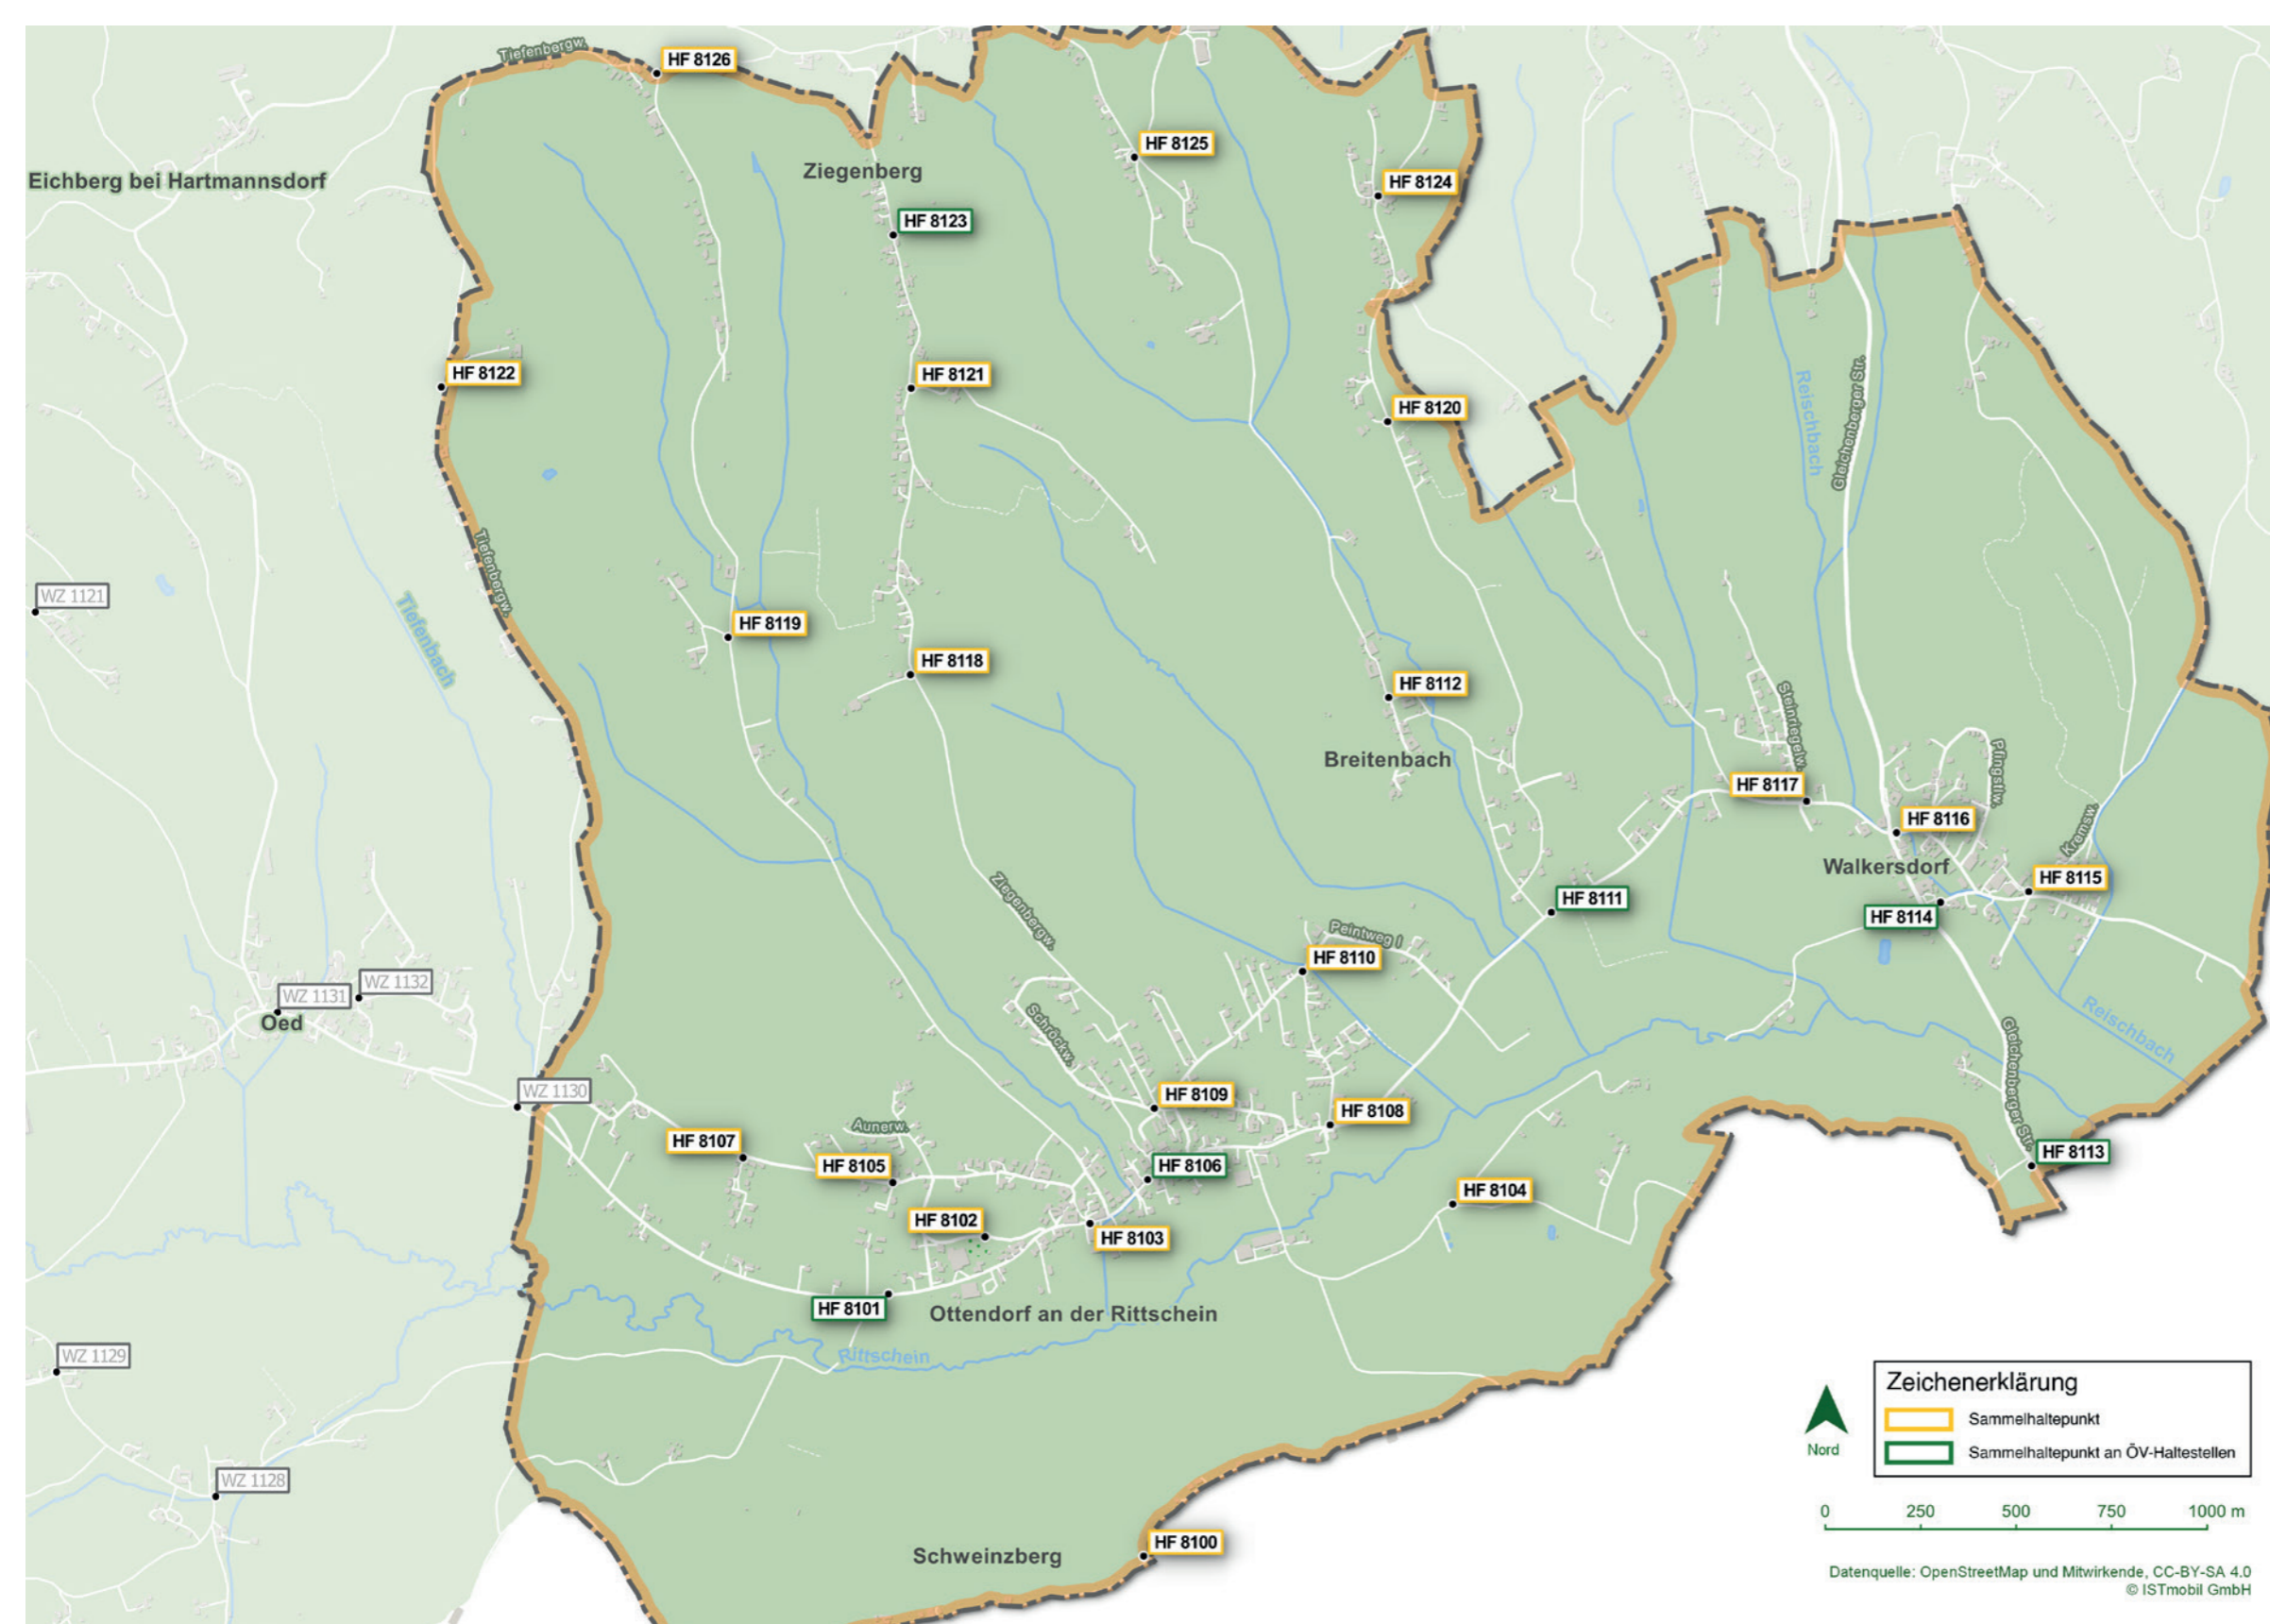 Tiefenbergw.
HF 8126
HF 8125
Eichberg bei Hartmannsdorf
Ziegenberg
HF 8124
HF 8123
HF 8122
HF 8121
HF 8120
Reischbach
Gleichenberger Str.
Tiefenbergw.
WZ 1121
Tiefenbach
HF 8119
HF 8118
HF 8112
Steinriegelw.
Breitenbach
Pfingstlw.
HF 8117
HF 8116
Kremsw.
Walkersdorf
HF 8115
Ziegenbergw.
HF 8111
HF 8114
Peintweg I
HF 8110
WZ 1132
WZ 1131
Oed
Schröckw.
Reischbach
Gleichenberger Str.
WZ 1130
HF 8109
HF 8108
Aunerw.
HF 8107
HF 8105
HF 8106
HF 8113
HF 8104
HF 8102
HF 8103
HF 8101
Ottendorf an der Rittschein
Rittschein
WZ 1129
WZ 1128
Schweinzberg
HF 8100
Nord
Zeichenerklärung
Sammelhaltepunkt
Sammelhaltepunkt an ÖV-Haltestellen
0 250 500 750 1000 m
Datenquelle: OpenStreetMap und Mitwirkende, CC-BY-SA 4.0
© ISTmobil GmbH